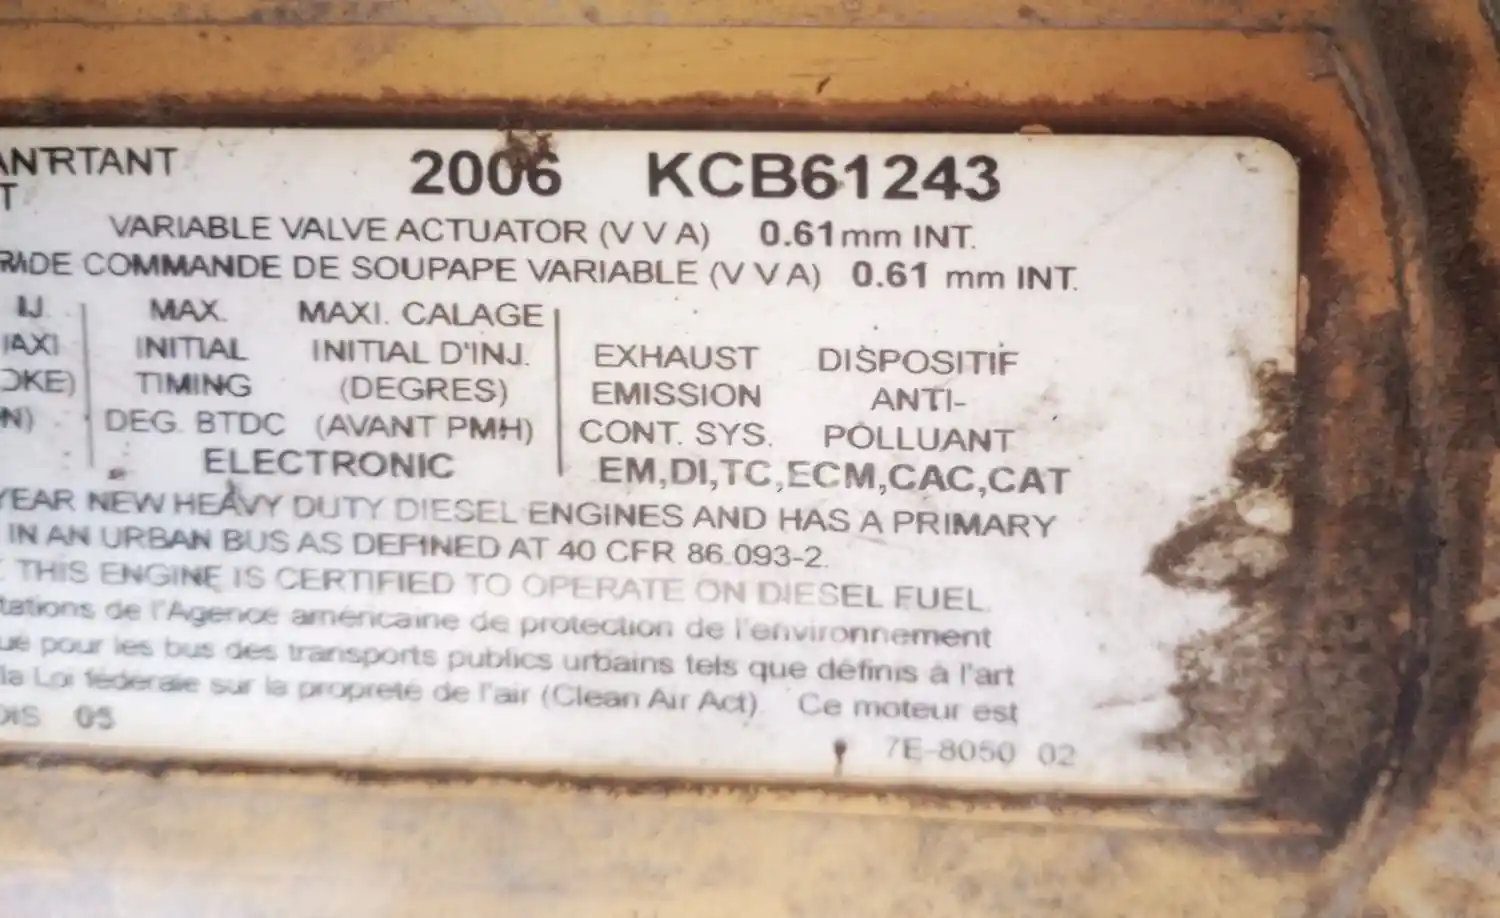 2006 KCB61243
VARIABLE VALVE ACTUATOR (V V A) 0.61mm INT.
DE COMMANDE DE SOUPAPE VARIABLE (V V A) 0.61 mm INT.
MAX. MAXI. CALAGE
INITIAL INITIAL D'INJ. EXHAUST DISPOSITIF
TIMING (DEGRES) EMISSION ANTI-
DEG. BTDC (AVANT PMH) CONT. SYS. POLLUANT
ELECTRONIC EM,DI,TC,ECM,CAC,CAT
YEAR NEW HEAVY DUTY DIESEL ENGINES AND HAS A PRIMARY
IN AN URBAN BUS AS DEFINED AT 40 CFR 86.093-2.
THIS ENGINE IS CERTIFIED TO OPERATE ON DIESEL FUEL.
tations de l'Agence américaine de protection de l'environnement
ué pour les bus des transports publics urbains tels que définis à l'art
la Loi fédérale sur la propreté de l'air (Clean Air Act). Ce moteur est
05
7E-8050 02